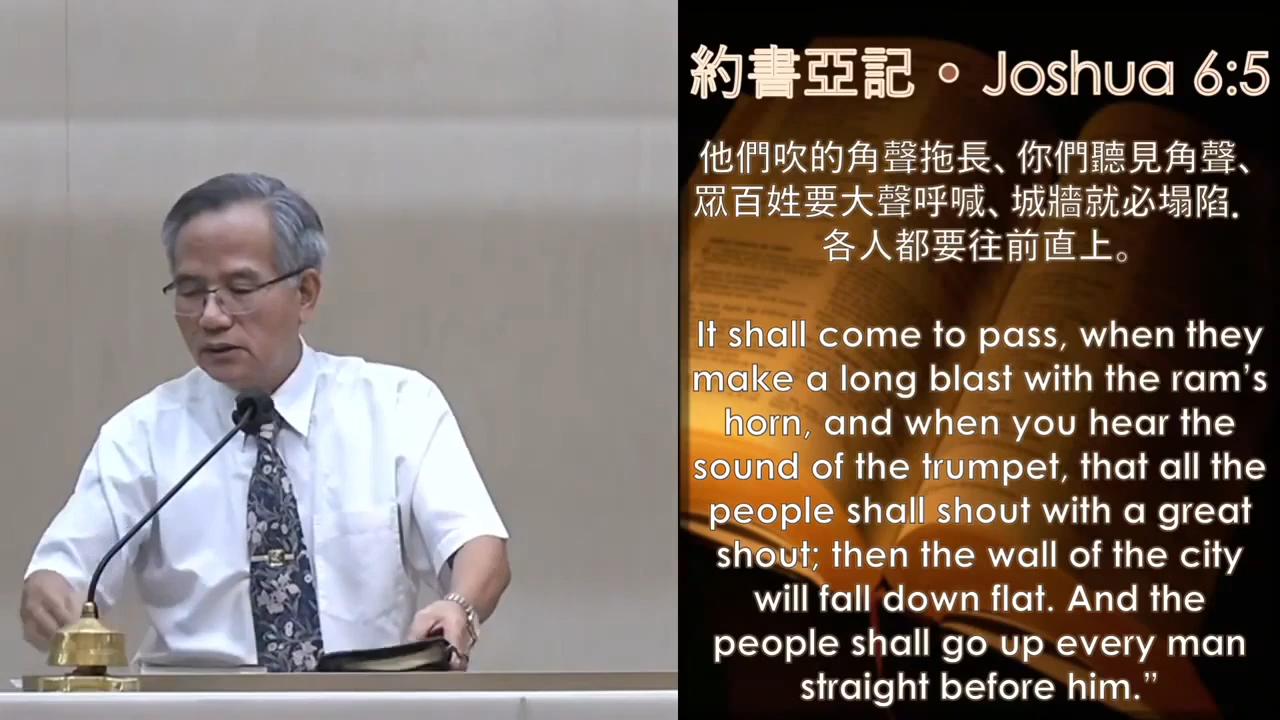 約書亞記 • Joshua 6:5
他們吹的角聲拖長、你們聽見角聲、
眾百姓要大聲呼喊、城牆就必塌陷.
各人都要往前直上。
It shall come to pass, when they
make a long blast with the ram’s
horn, and when you hear the
sound of the trumpet, that all the
people shall shout with a great
shout; then the wall of the city
will fall down flat. And the
people shall go up every man
straight before him.”